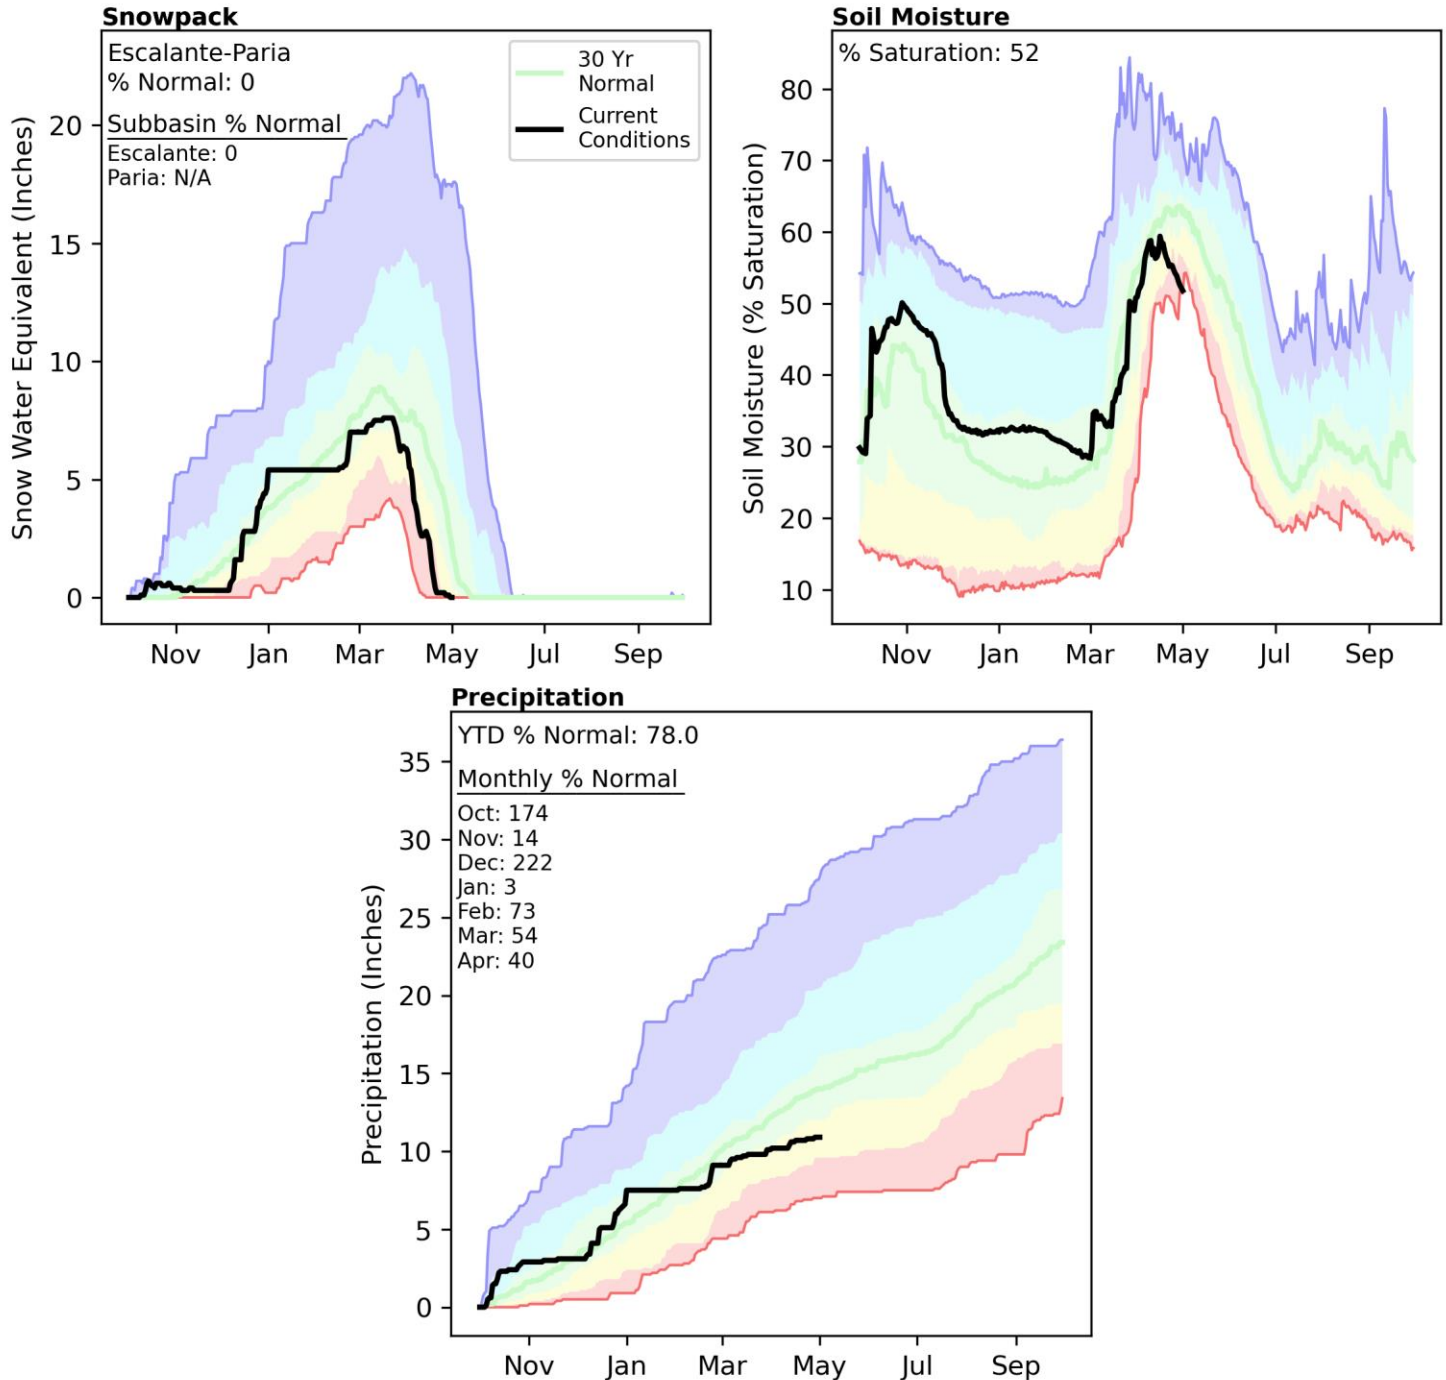 Snowpack
Escalante-Paria
% Normal: 0
Subbasin % Normal
Escalante: 0
Paria: N/A
30 Yr
Normal
Current
Conditions
Snow Water Equivalent (Inches)
20
15
10
5
0
Nov Jan Mar May Jul Sep
Soil Moisture
% Saturation: 52
Soil Moisture (% Saturation)
80
70
60
50
40
30
20
10
Nov Jan Mar May Jul Sep
Precipitation
YTD % Normal: 78.0
Monthly % Normal
Oct: 174
Nov: 14
Dec: 222
Jan: 3
Feb: 73
Mar: 54
Apr: 40
Precipitation (Inches)
35
30
25
20
15
10
5
0
Nov Jan Mar May Jul Sep